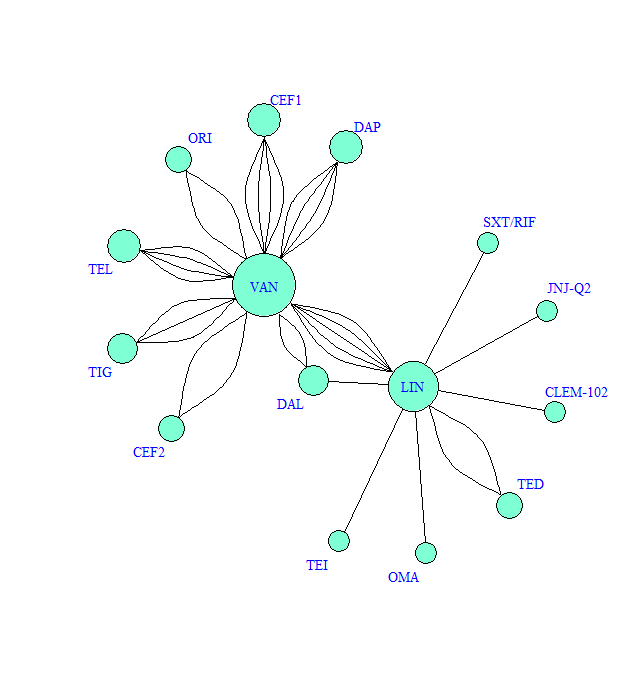 CEF1
DAP
ORI
SXT/RIF
TEL
VAN
JNJ-Q2
TIG
LIN
CLEM-102
DAL
CEF2
TED
TEI
OMA